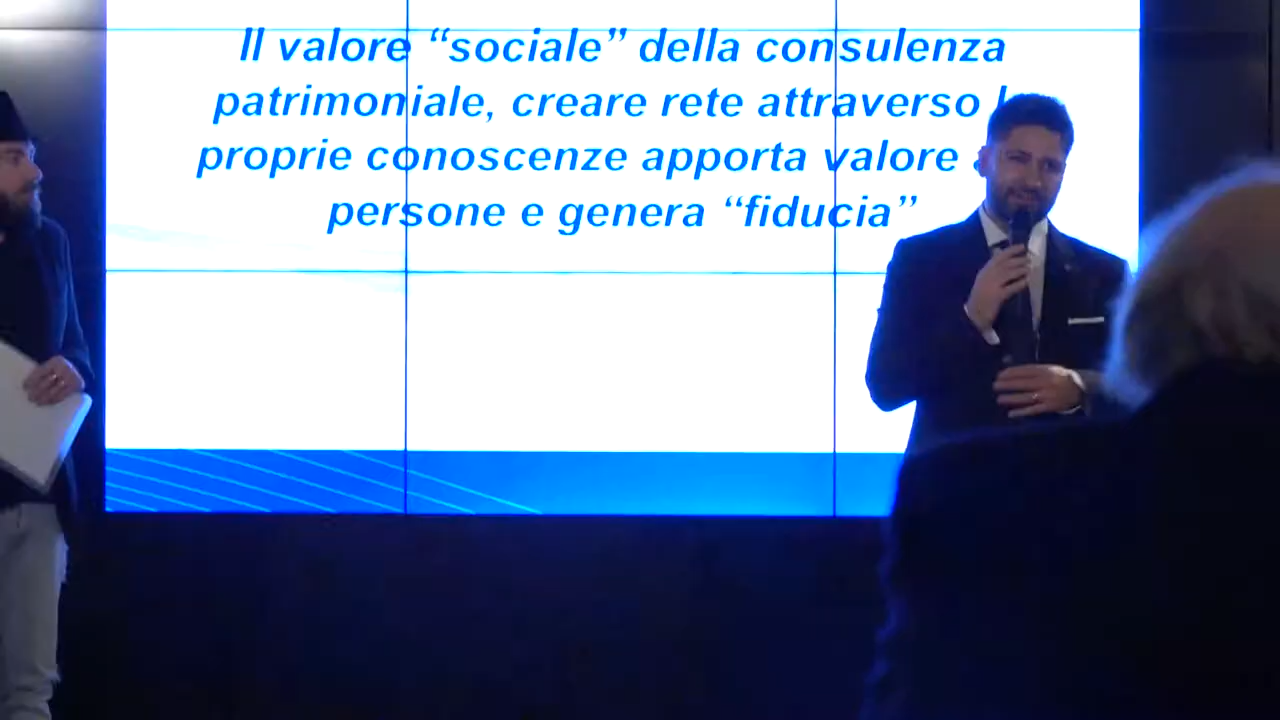 Il valore “sociale” della consulenza
patrimoniale, creare rete attraverso
proprie conoscenze apporta valore
persone e genera “fiducia”